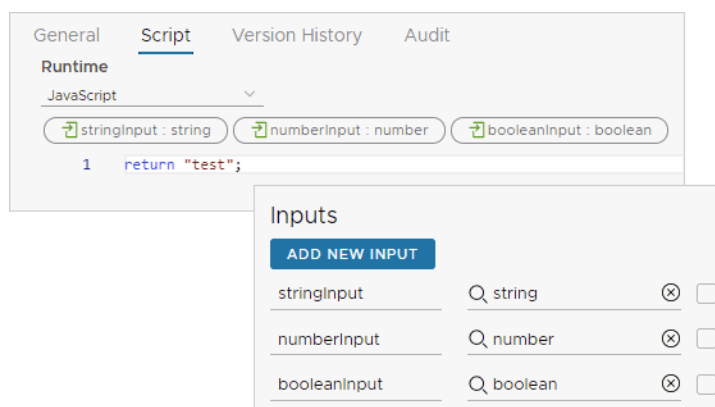 General Script Version History Audit
Runtime
JavaScript
stringInput : string numberInput : number booleanInput : boolean
1 return "test";
Inputs
ADD NEW INPUT
stringInput string
numberInput number
booleanInput boolean